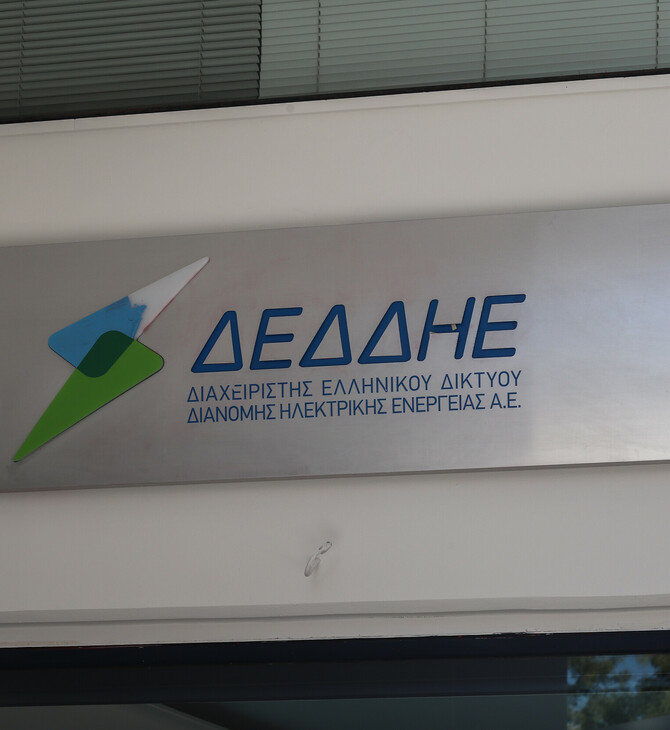 ΔΕΔΔΗΕ
ΔΙΑΧΕΙΡΙΣΤΗΣ ΕΛΛΗΝΙΚΟΥ ΔΙΚΤΥΟΥ
ΔΙΑΝΟΜΗΣ ΗΛΕΚΤΡΙΚΗΣ ΕΝΕΡΓΕΙΑΣ Α.Ε.